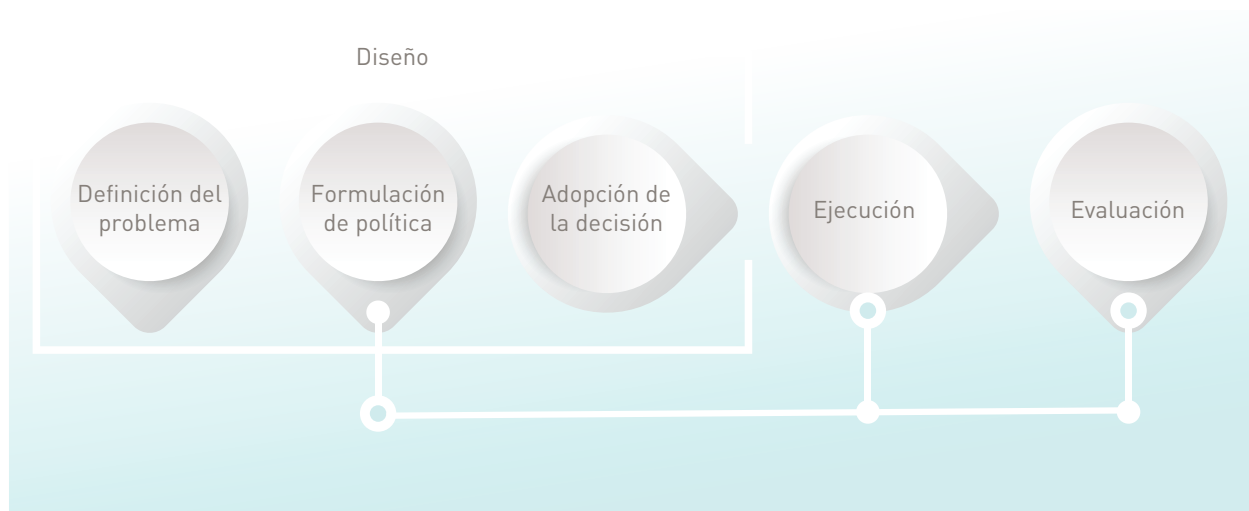 Diseño
Definición del
problema
Formulación
de política
Adopción de
la decisión
Ejecución
Evaluación